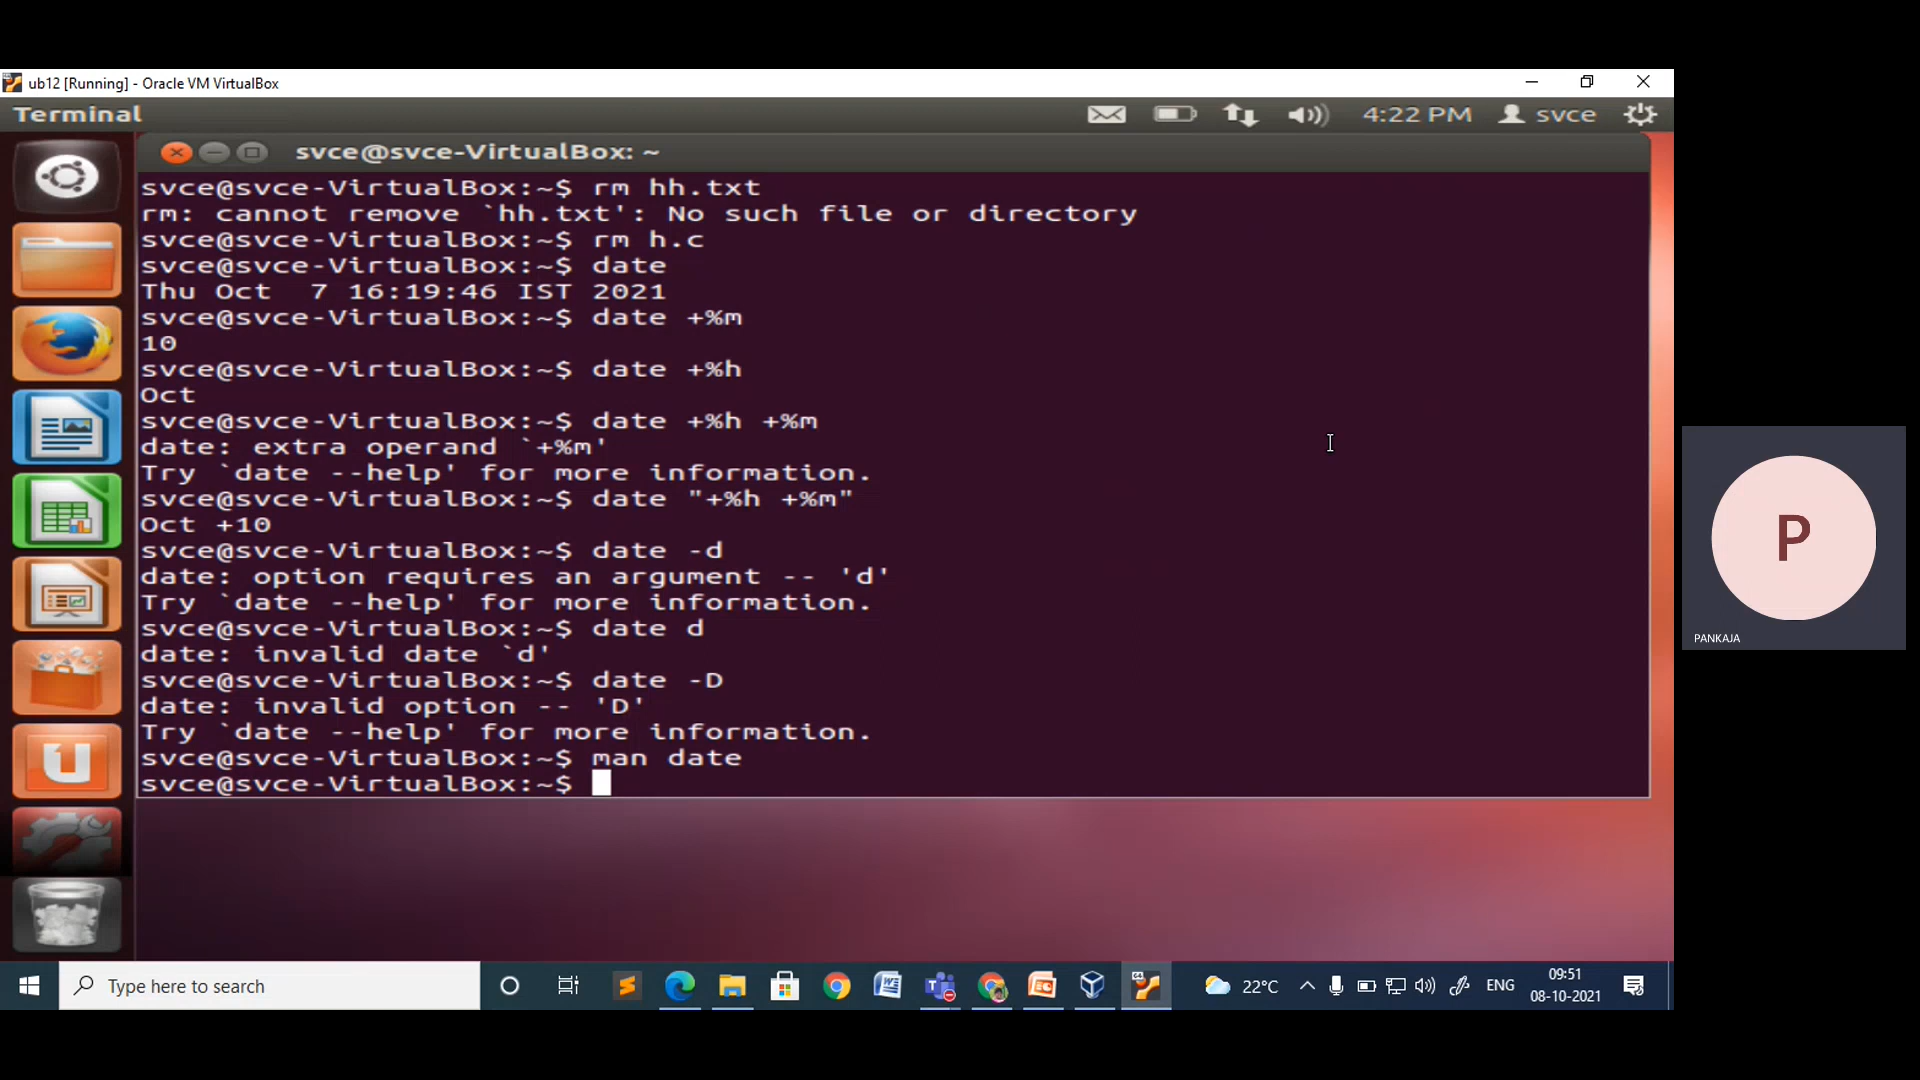 ub12 [Running] - Oracle VM VirtualBox
Terminal
4:22 PM
svce
svce@svce-VirtualBox: ~
svce@svce-VirtualBox:~$ rm hh.txt
rm: cannot remove `hh.txt': No such file or directory
svce@svce-VirtualBox:~$ rm h.c
svce@svce-VirtualBox:~$ date
Thu Oct  7 16:19:46 IST 2021
svce@svce-VirtualBox:~$ date +%m
10
svce@svce-VirtualBox:~$ date +%h
Oct
svce@svce-VirtualBox:~$ date +%h +%m
date: extra operand `+%m'
Try `date --help' for more information.
svce@svce-VirtualBox:~$ date "+%h +%m"
Oct +10
svce@svce-VirtualBox:~$ date -d
date: option requires an argument -- 'd'
Try `date --help' for more information.
svce@svce-VirtualBox:~$ date d
date: invalid date `d'
svce@svce-VirtualBox:~$ date -D
date: invalid option -- 'D'
Try `date --help' for more information.
svce@svce-VirtualBox:~$ man date
svce@svce-VirtualBox:~$
P
PANKAJA
Type here to search
22°C
ENG
09:51
08-10-2021